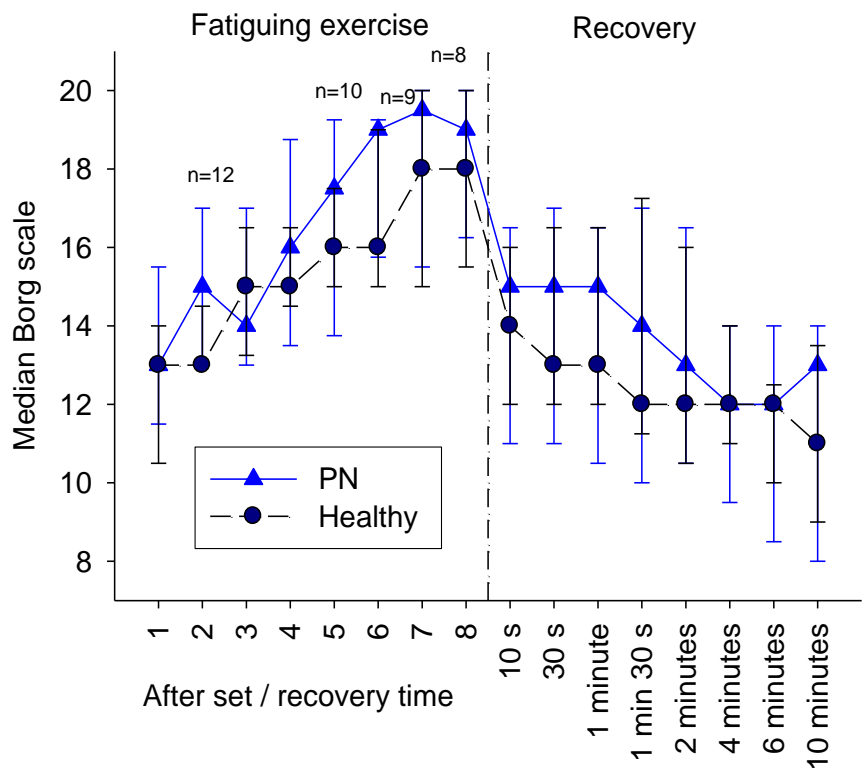 Fatiguing exercise
Recovery
n=8
n=10
n=9
n=12
20
18
16
14
12
10
8
Median Borg scale
PN
Healthy
1
2
3
4
5
6
7
8
10 s
30 s
1 minute
1 min 30 s
2 minutes
4 minutes
6 minutes
10 minutes
After set / recovery time